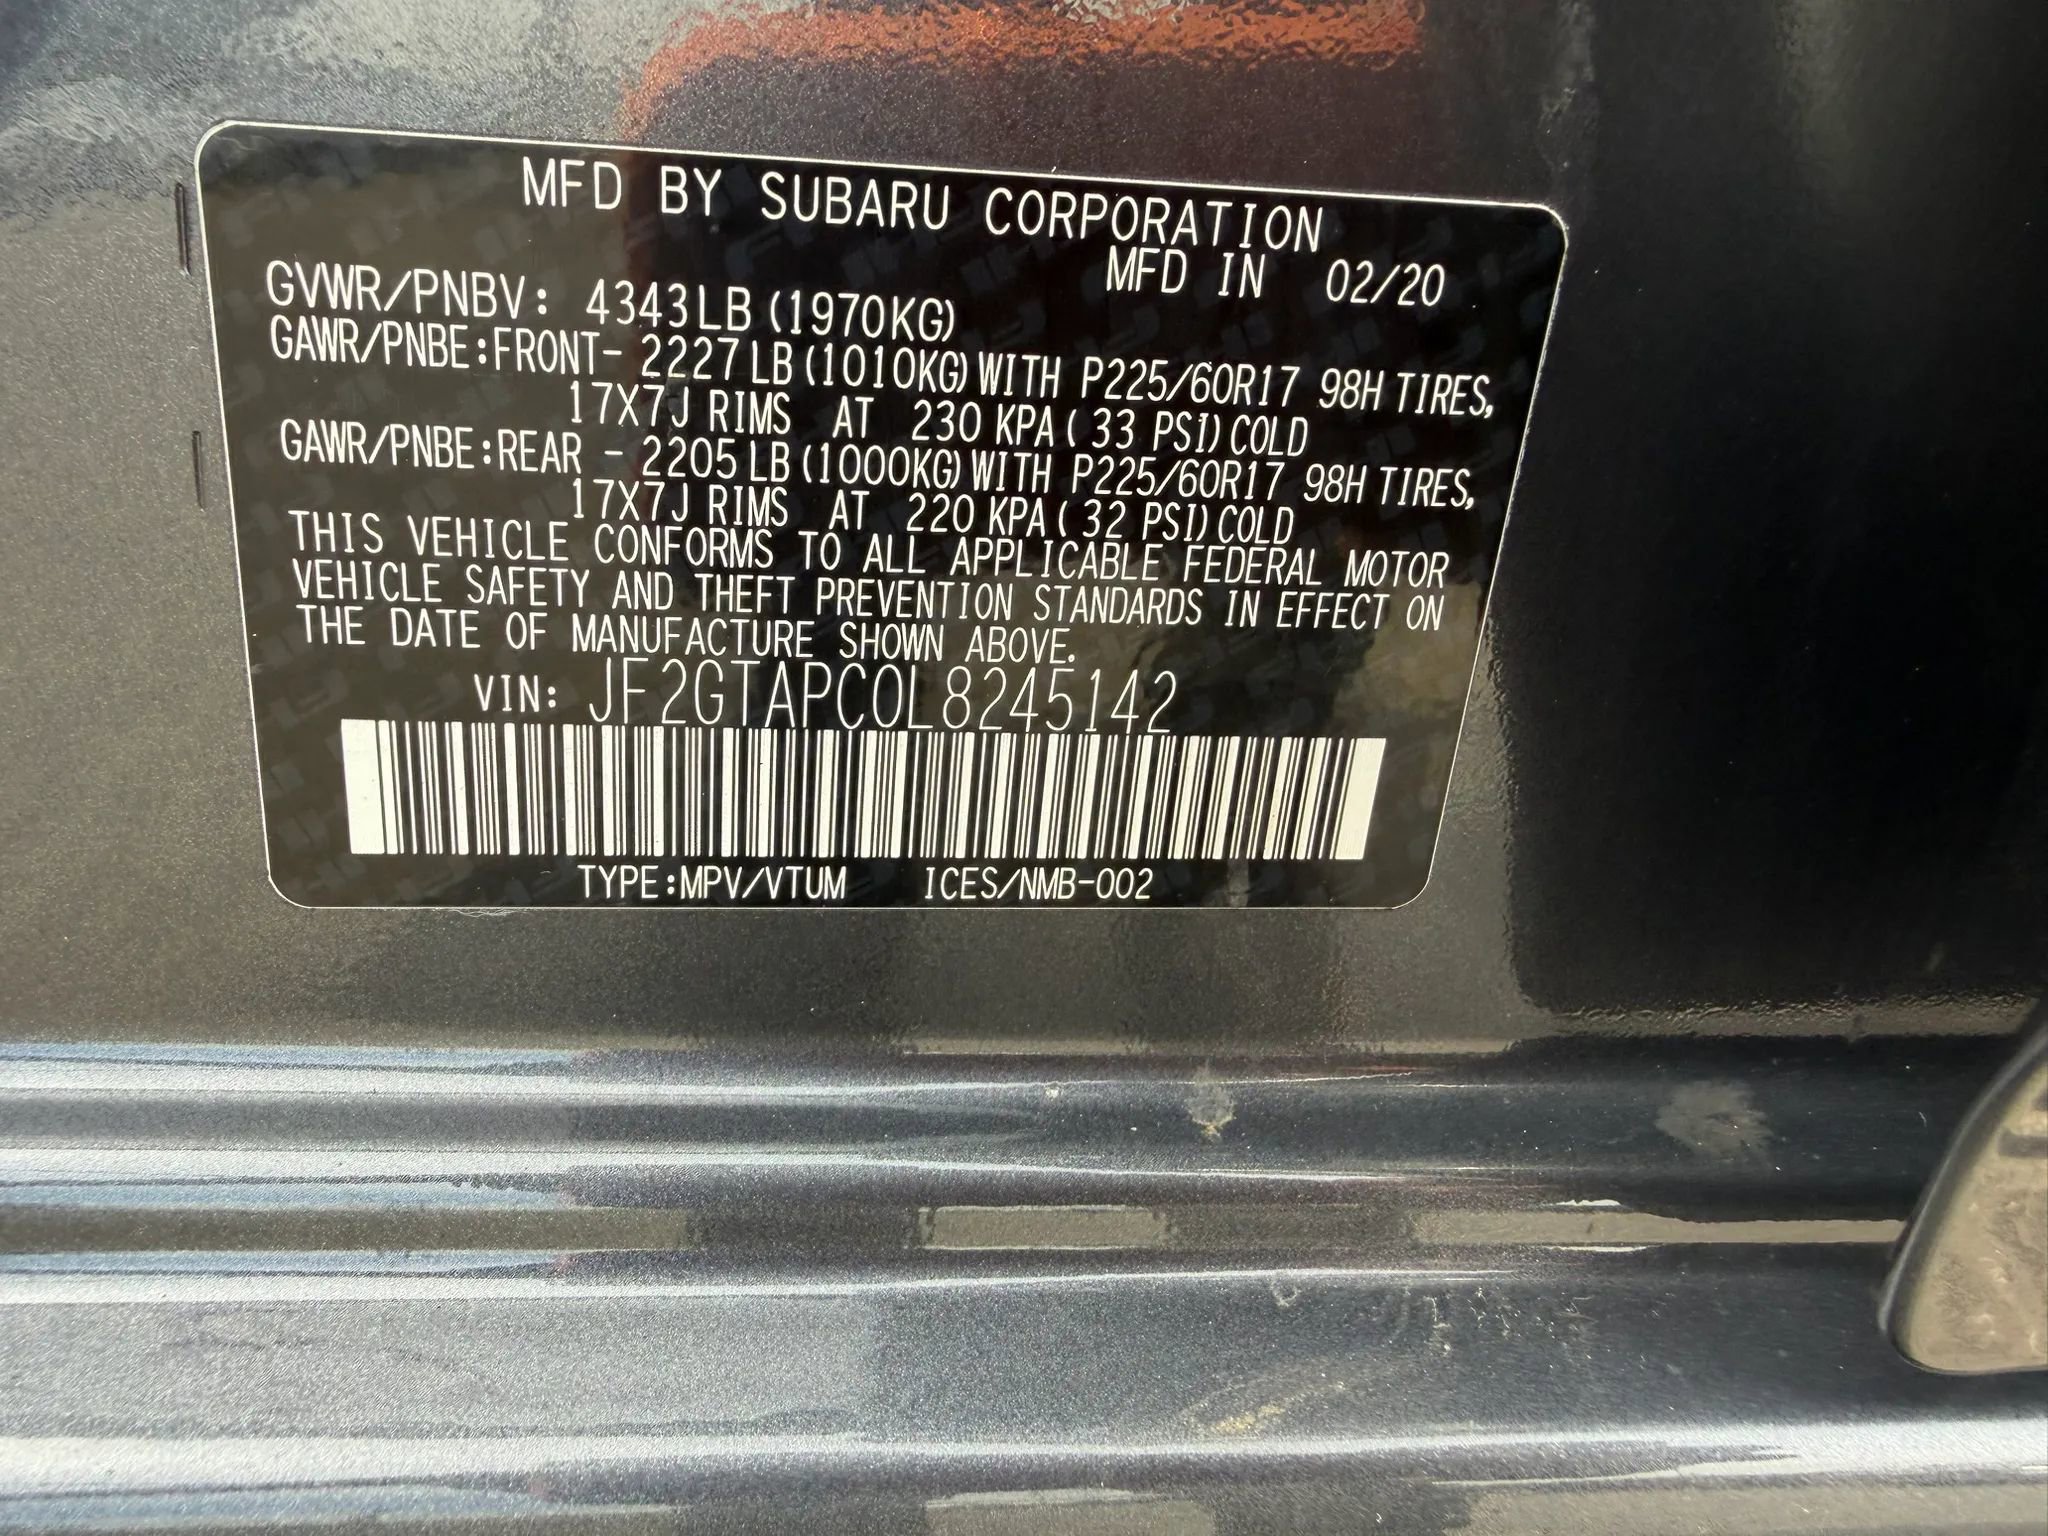 MFD BY SUBARU CORPORATION
MFD IN 02/20
GVWR/PNBV: 4343LB (1970KG)
GAWR/PNBE:FRONT- 2227LB (1010KG) WITH P225/60R17 98H TIRES,
17X7J RIMS AT 230 KPA( 33 PSI) COLD
GAWR/PNBE:REAR - 2205LB (1000KG) WITH P225/60R17 98H TIRES,
17X7J RIMS AT 220 KPA( 32 PSI) COLD
THIS VEHICLE CONFORMS TO ALL APPLICABLE FEDERAL MOTOR
VEHICLE SAFETY AND THEFT PREVENTION STANDARDS IN EFFECT ON
THE DATE OF MANUFACTURE SHOWN ABOVE.
VIN: JF2GTAPC0L8245142
TYPE:MPV/VTUM ICES/NMB-002